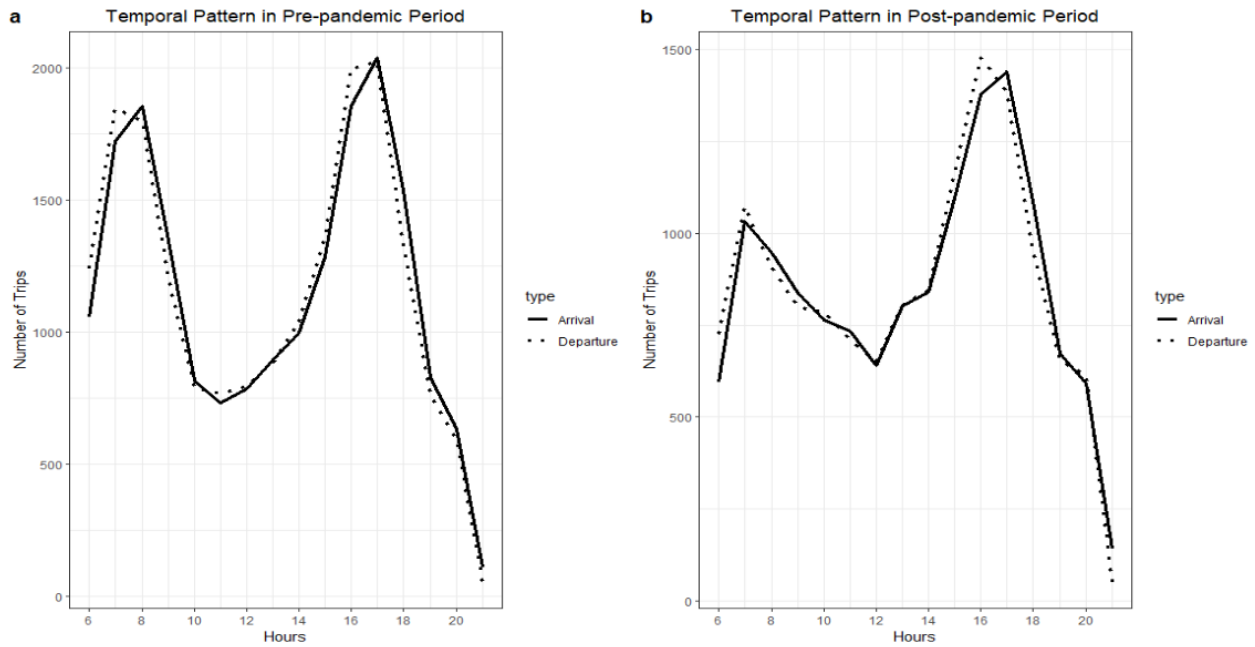 a
Temporal Pattern in Pre-pandemic Period
2000
1500
1000
500
0
Number of Trips
6 8 10 12 14 16 18 20
Hours
type
Arrival
Departure
b
Temporal Pattern in Post-pandemic Period
1500
1000
500
0
Number of Trips
6 8 10 12 14 16 18 20
Hours
type
Arrival
Departure